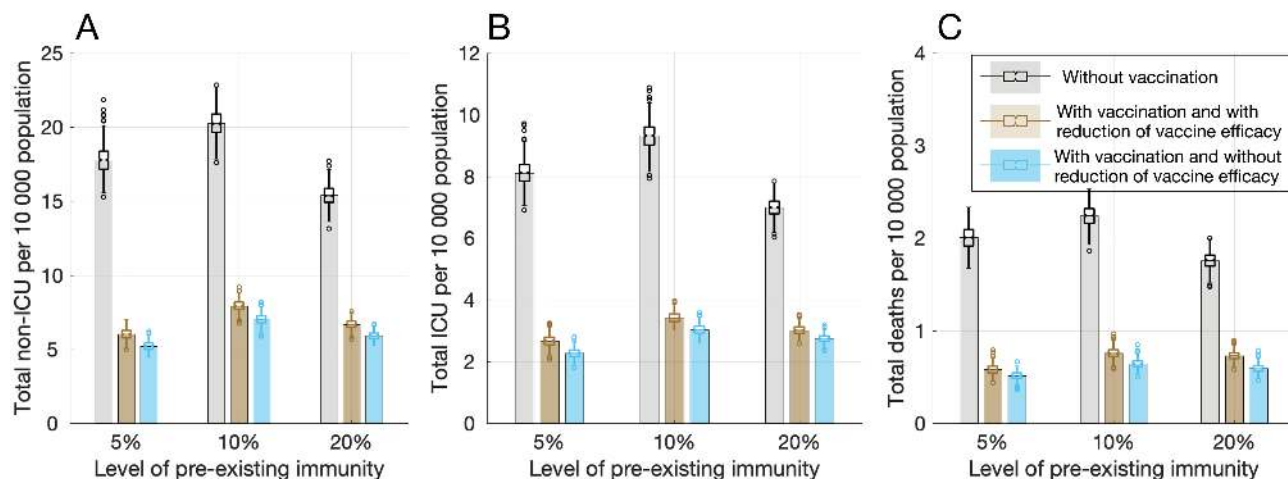 A
Total non-ICU per 10 000 population
25
20
15
10
5
0
5%
10%
20%
Level of pre-existing immunity
B
Total ICU per 10 000 population
12
10
8
6
4
2
0
5%
10%
20%
Level of pre-existing immunity
C
Total deaths per 10 000 population
4
3
2
1
0
Without vaccination
With vaccination and with
reduction of vaccine efficacy
With vaccination and without
reduction of vaccine efficacy
5%
10%
20%
Level of pre-existing immunity